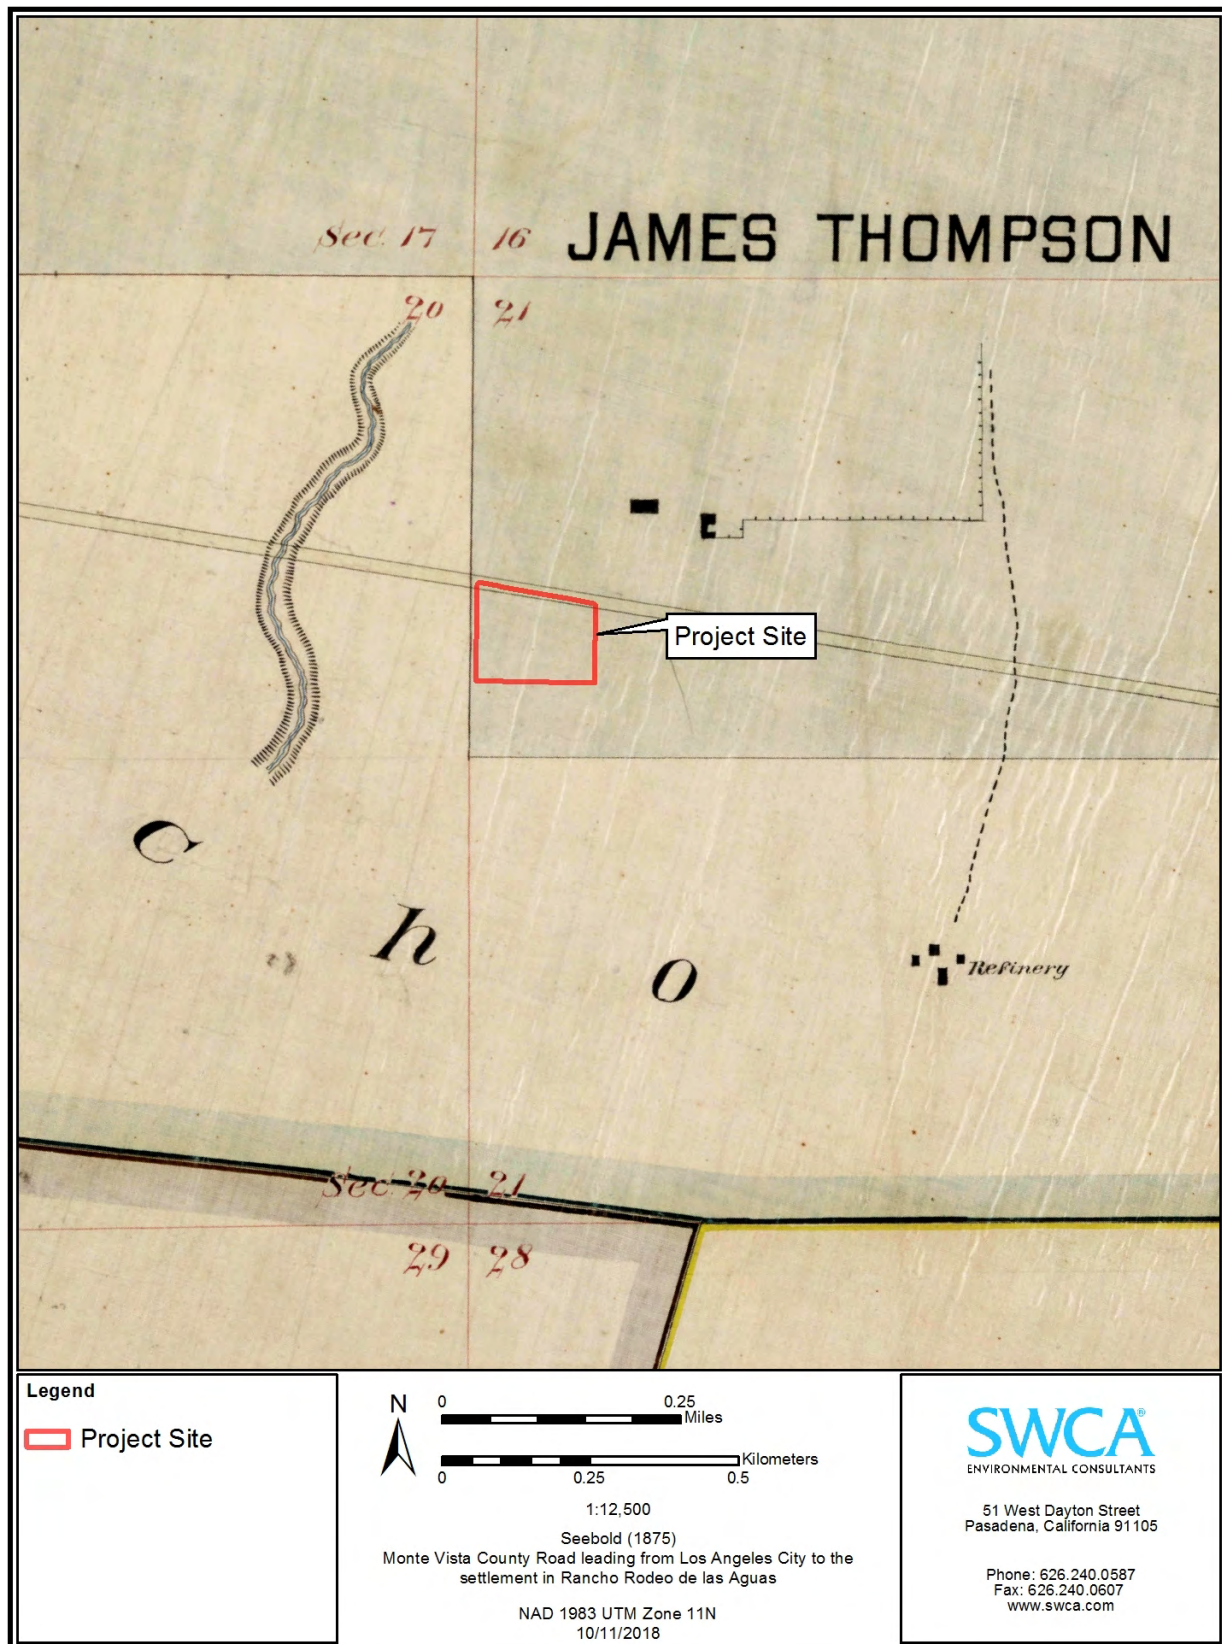 Sec. 17 16 JAMES THOMPSON
20 21
Project Site
C
h
o
Refinery
Sec. 20 21
29 28
Legend
Project Site
N
0 0.25
Miles
Kilometers
0 0.25 0.5
1:12,500
Seebold (1875)
Monte Vista County Road leading from Los Angeles City to the
settlement in Rancho Rodeo de las Aguas
NAD 1983 UTM Zone 11N
10/11/2018
SWCA®
ENVIRONMENTAL CONSULTANTS
51 West Dayton Street
Pasadena, California 91105
Phone: 626.240.0587
Fax: 626.240.0607
www.swca.com